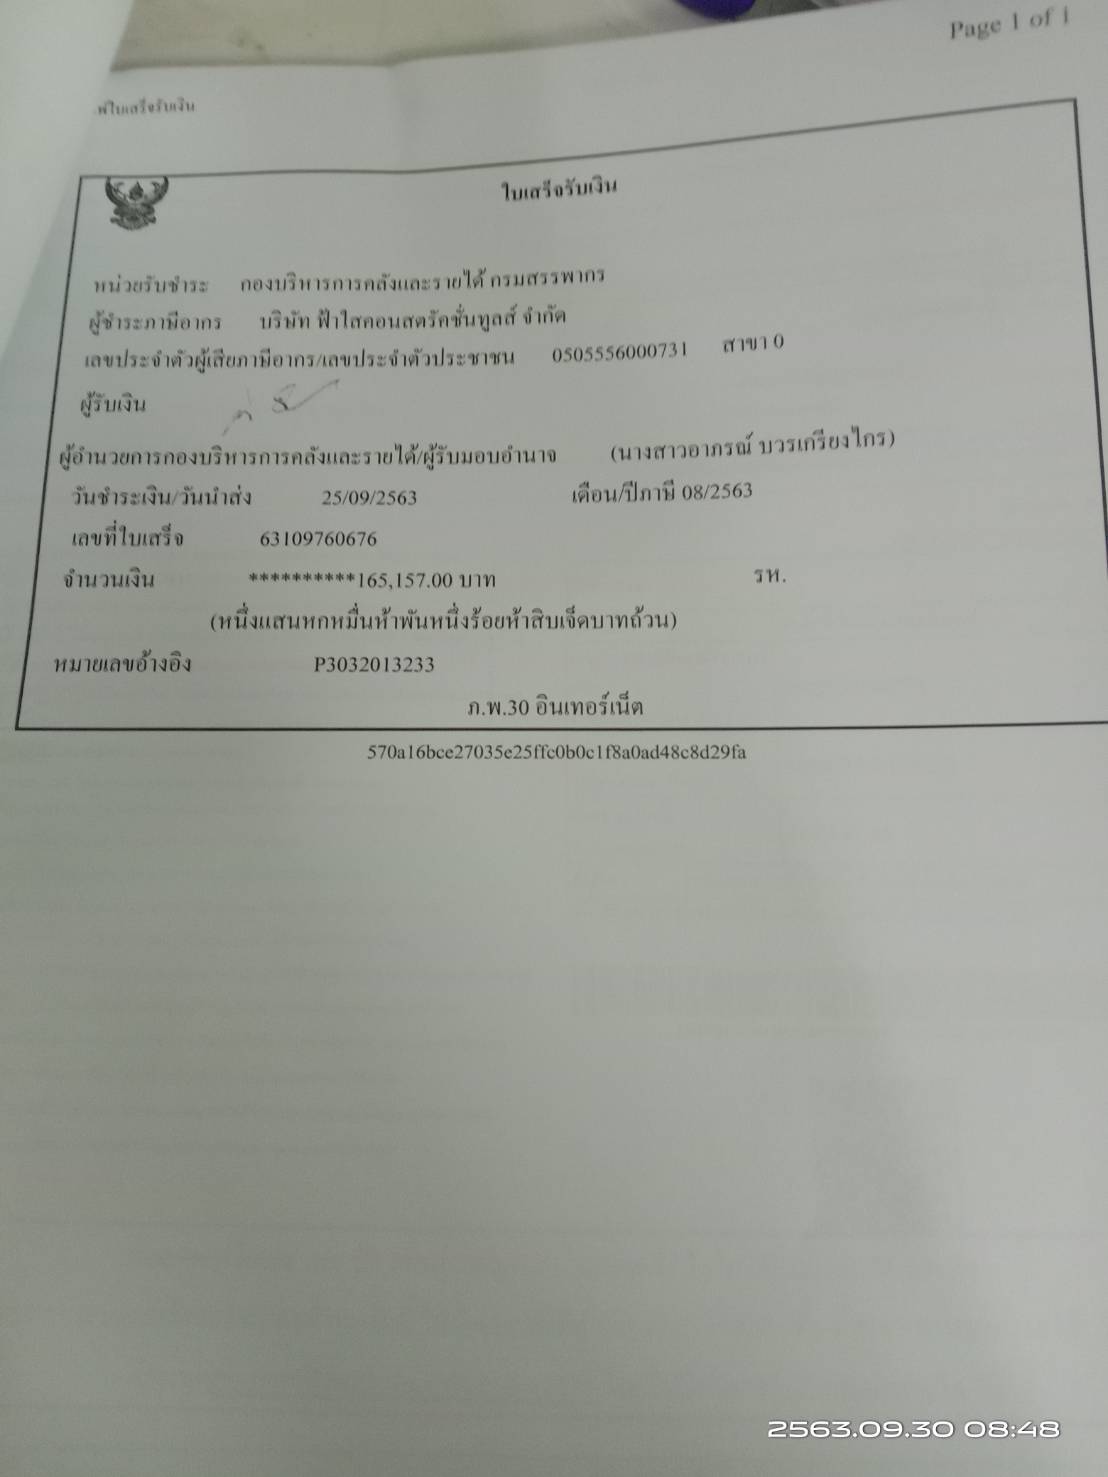 Page 1 of 1
พ์ใบเสร็จรับเงิน
ใบเสร็จรับเงิน
หน่วยรับชำระ กองบริหารการคลังและรายได้ กรมสรรพากร
ผู้ชำระภาษีอากร บริษัท ฟ้าใสคอนสตรัคชั่นทูลส์ จำกัด
เลขประจำตัวผู้เสียภาษีอากร/เลขประจำตัวประชาชน 0505556000731 สาขา 0
ผู้รับเงิน
ผู้อำนวยการกองบริหารการคลังและรายได้/ผู้รับมอบอำนาจ (นางสาวอาภรณ์ บวรเกรียงไกร)
วันชำระเงิน/วันนำส่ง 25/09/2563 เดือน/ปีภาษี 08/2563
เลขที่ใบเสร็จ 63109760676
จำนวนเงิน **********165,157.00 บาท รห.
(หนึ่งแสนหกหมื่นห้าพันหนึ่งร้อยห้าสิบเจ็ดบาทถ้วน)
หมายเลขอ้างอิง P3032013233
ภ.พ.30 อินเทอร์เน็ต
570a16bce27035e25ffc0b0c1f8a0ad48c8d29fa
2563.09.30 08:48